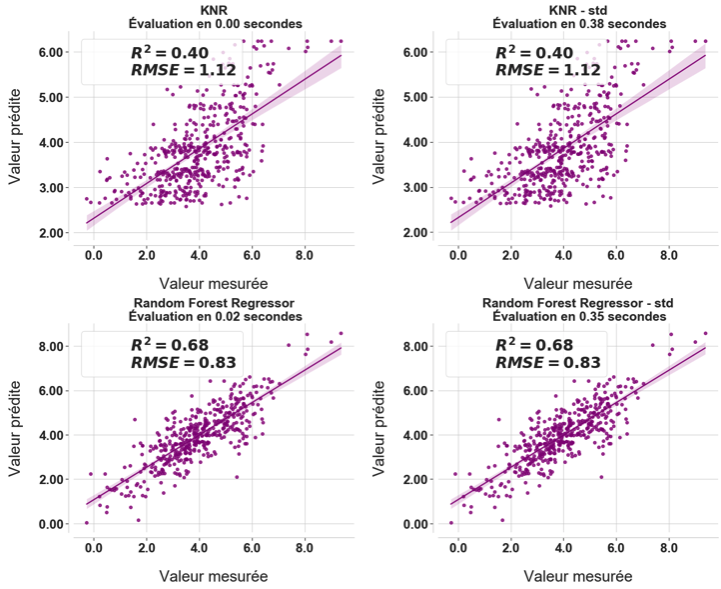 KNR
Évaluation en 0.00 secondes
R² = 0.40
RMSE = 1.12
6.00
5.00
4.00
3.00
2.00
Valeur prédite
0.0 2.0 4.0 6.0 8.0
Valeur mesurée
KNR - std
Évaluation en 0.38 secondes
R² = 0.40
RMSE = 1.12
6.00
5.00
4.00
3.00
2.00
Valeur prédite
0.0 2.0 4.0 6.0 8.0
Valeur mesurée
Random Forest Regressor
Évaluation en 0.02 secondes
R² = 0.68
RMSE = 0.83
8.00
6.00
4.00
2.00
0.00
Valeur prédite
0.0 2.0 4.0 6.0 8.0
Valeur mesurée
Random Forest Regressor - std
Évaluation en 0.35 secondes
R² = 0.68
RMSE = 0.83
8.00
6.00
4.00
2.00
0.00
Valeur prédite
0.0 2.0 4.0 6.0 8.0
Valeur mesurée